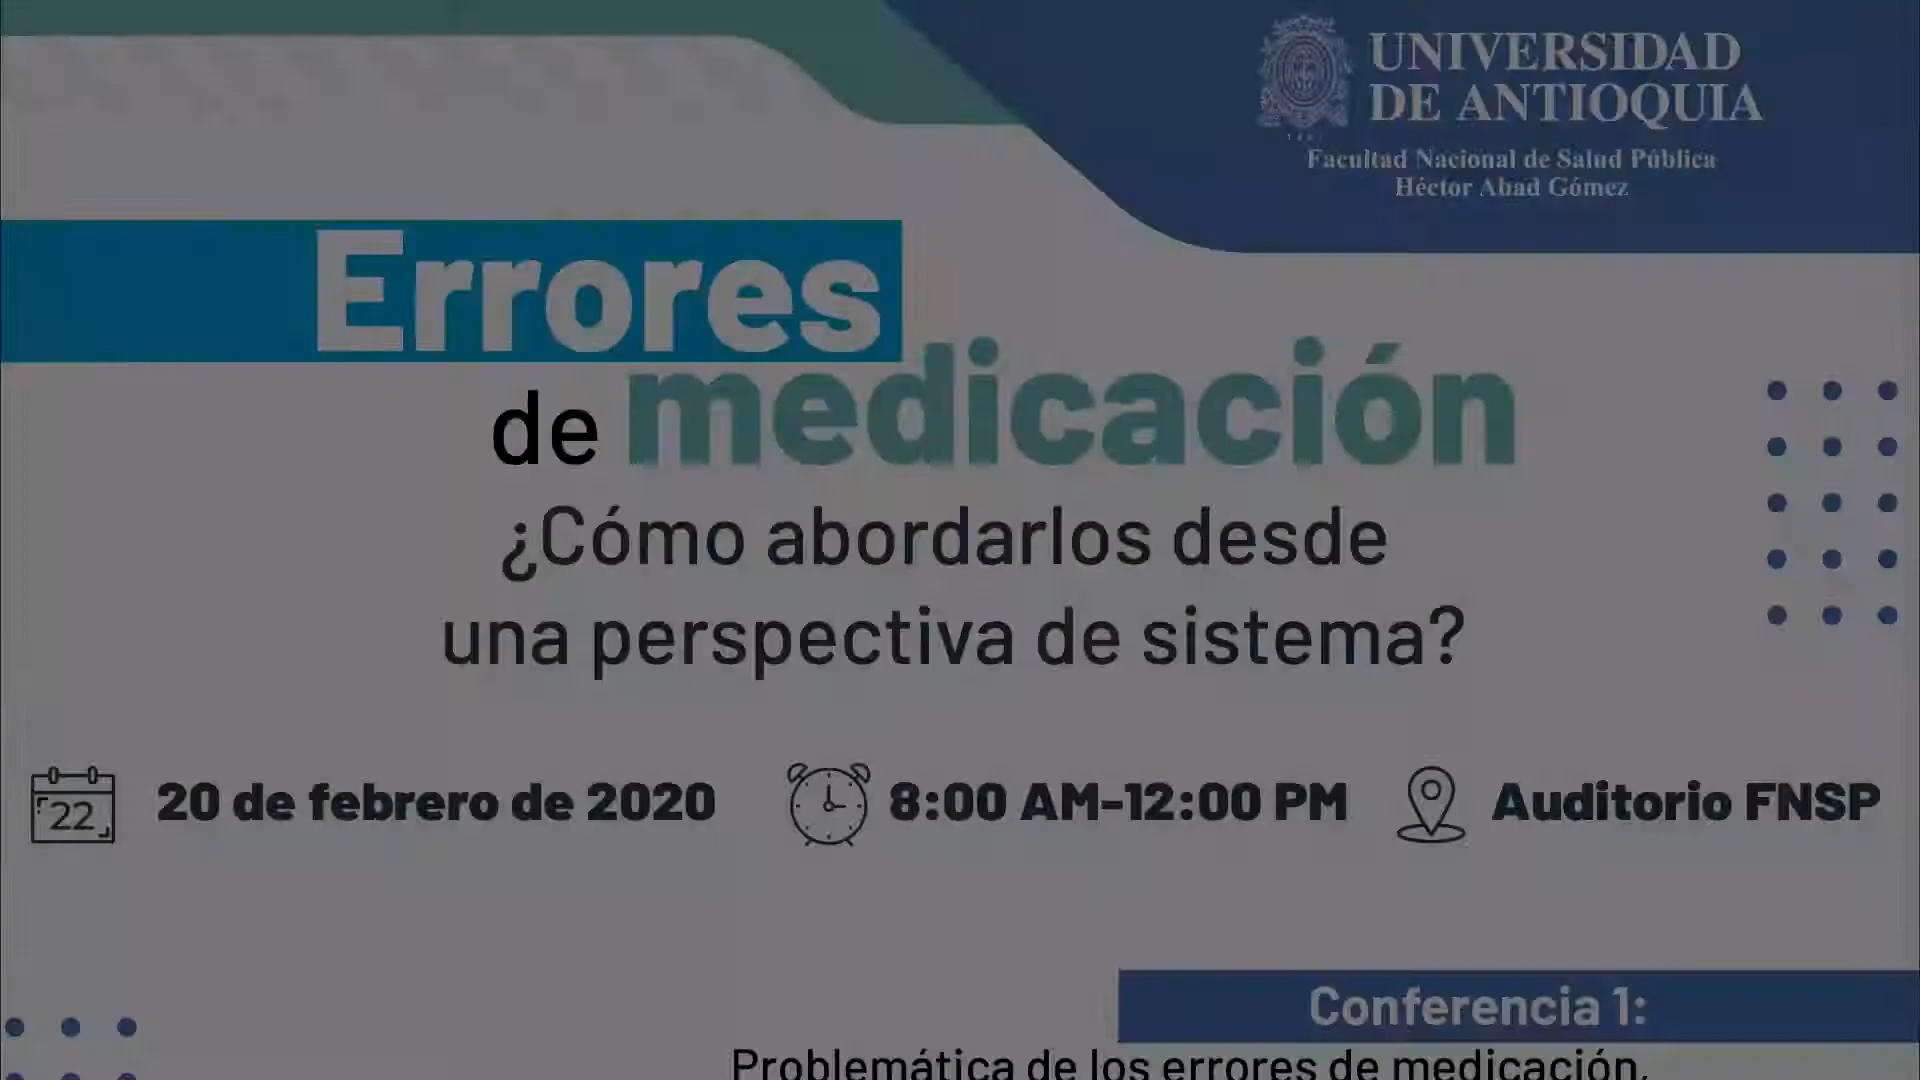 UNIVERSIDAD
DE ANTIOQUIA
Facultad Nacional de Salud Pública
Héctor Abad Gómez
Errores
de medicación
¿Cómo abordarlos desde
una perspectiva de sistema?
22
20 de febrero de 2020
8:00 AM-12:00 PM
Auditorio FNSP
Conferencia 1:
Problemática de los errores de medicación,